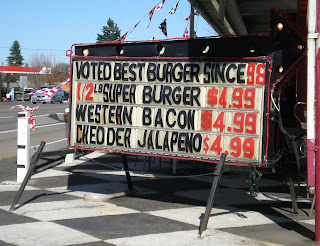 VOTED BEST BURGER SINCE 98
1/2 LB SUPER BURGER $4.99
WESTERN BACON $4.99
CHEDDER JALAPENO $4.99